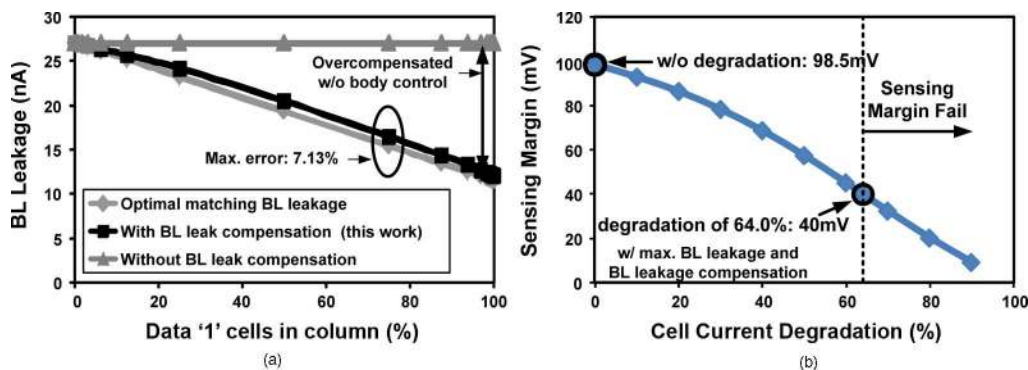 (a)
30
25
20
15
10
5
0
BL Leakage (nA)
Overcompensated
w/o body control
Max. error: 7.13%
Optimal matching BL leakage
With BL leak compensation (this work)
Without BL leak compensation
0 20 40 60 80 100
Data '1' cells in column (%)
(a)
(b)
120
100
80
60
40
20
0
Sensing Margin (mV)
w/o degradation: 98.5mV
Sensing
Margin Fail
degradation of 64.0%: 40mV
w/ max. BL leakage and
BL leakage compensation
0 20 40 60 80 100
Cell Current Degradation (%)
(b)